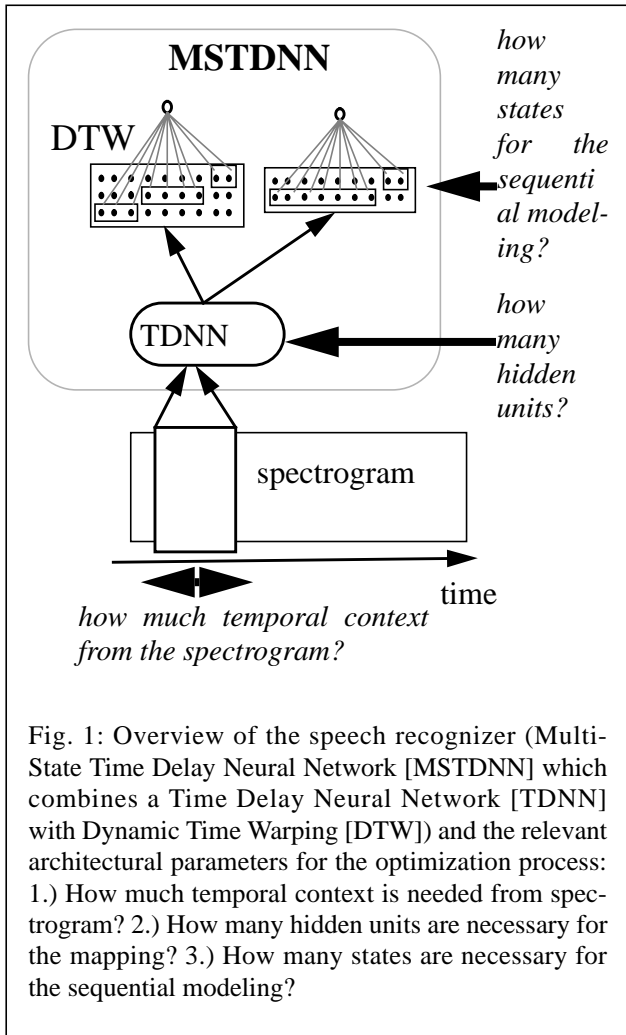 MSTDNN
DTW
how
many
states
for the
sequenti
al model-
ing?
TDNN
how
many
hidden
units?
spectrogram
time
how much temporal context
from the spectrogram?
Fig. 1: Overview of the speech recognizer (Multi-
State Time Delay Neural Network [MSTDNN] which
combines a Time Delay Neural Network [TDNN]
with Dynamic Time Warping [DTW]) and the relevant
architectural parameters for the optimization process:
1.) How much temporal context is needed from spec-
trogram? 2.) How many hidden units are necessary for
the mapping? 3.) How many states are necessary for
the sequential modeling?